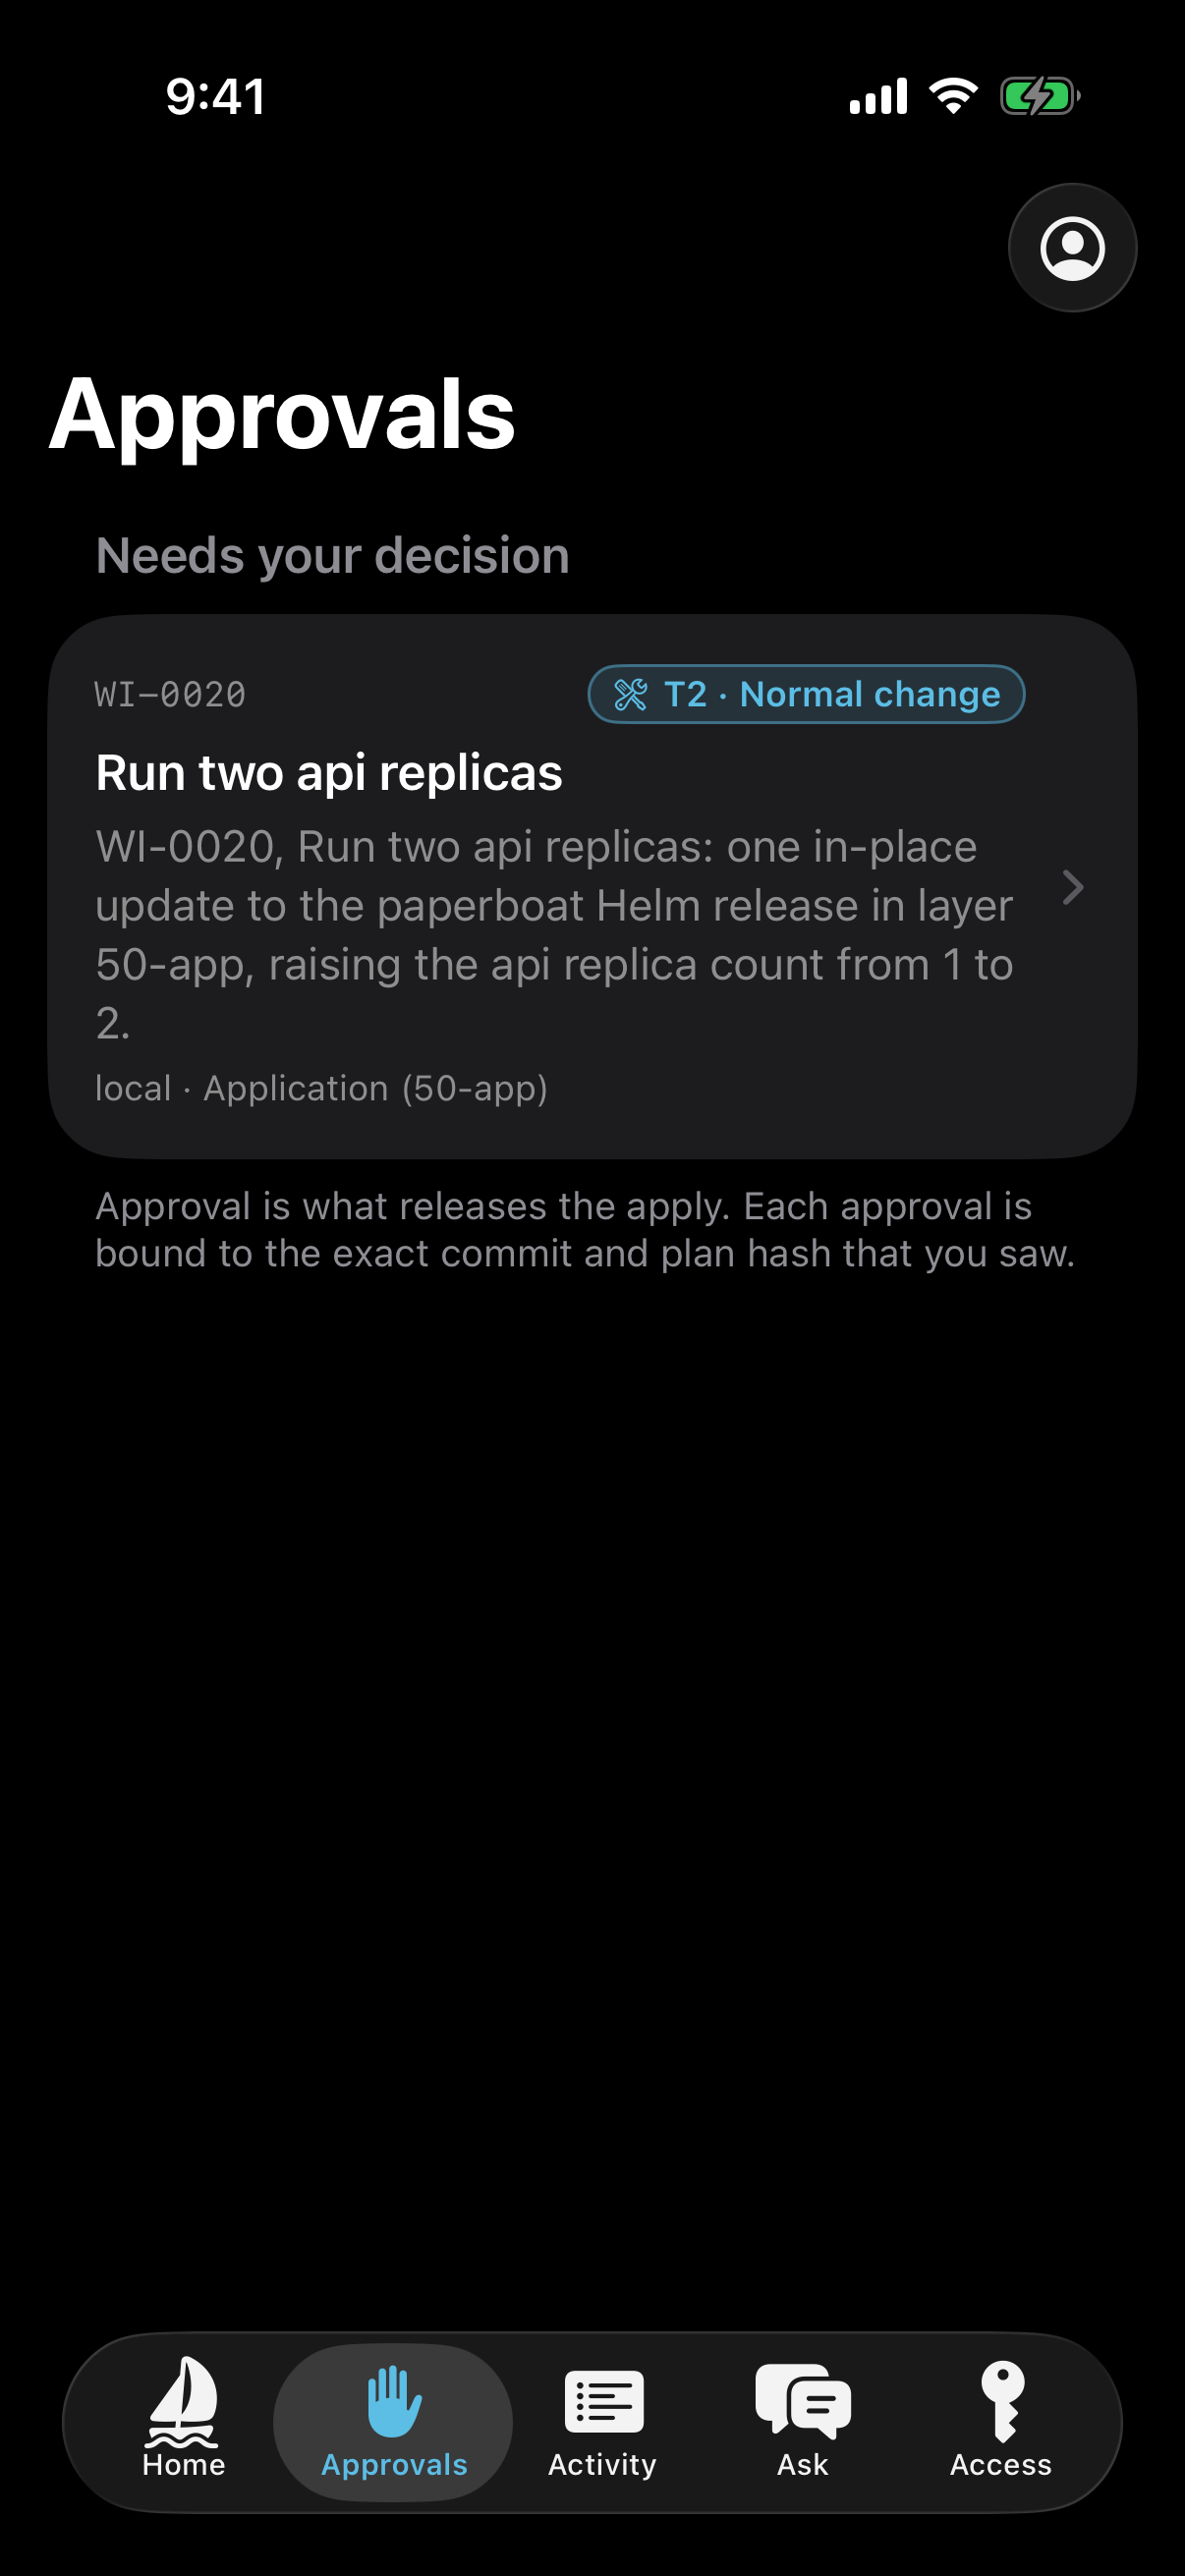 9:41
Approvals
Needs your decision
WI-0020
T2 · Normal change
Run two api replicas
WI-0020, Run two api replicas: one in-place
update to the paperboat Helm release in layer
50-app, raising the api replica count from 1 to
2.
local · Application (50-app)
Approval is what releases the apply. Each approval is
bound to the exact commit and plan hash that you saw.
Home
Approvals
Activity
Ask
Access